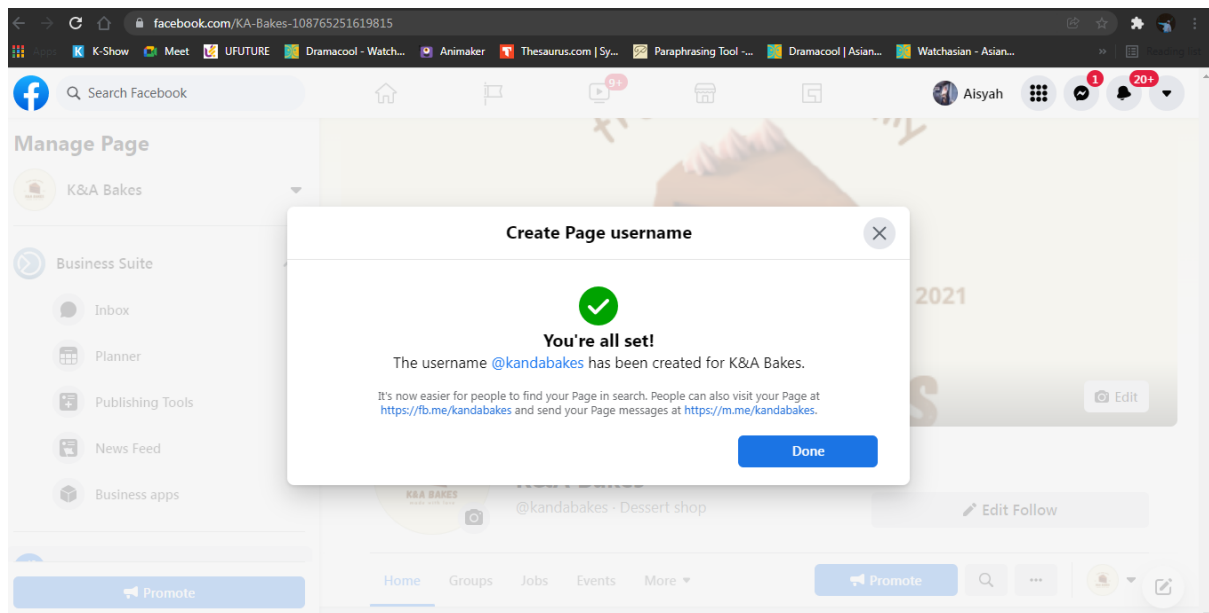 facebook.com/KA-Bakes-108765251619815
Apps K-Show Meet UFUTURE Dramacool - Watch... Animaker Thesaurus.com | Sy... Paraphrasing Tool -... Dramacool | Asian... Watchasian - Asian... » Reading list
Search Facebook 9+ Aisyah 1 20+
Manage Page
K&A Bakes
Create Page username
Business Suite
You're all set!
2021
Inbox
The username @kandabakes has been created for K&A Bakes.
Planner
It's now easier for people to find your Page in search. People can also visit your Page at
https://fb.me/kandabakes and send your Page messages at https://m.me/kandabakes.
Publishing Tools
Edit
News Feed
Done
Business apps
K&A BAKES
K&A Bakes
@kandabakes · Dessert shop
Edit Follow
Home Groups Jobs Events More
Promote
Promote